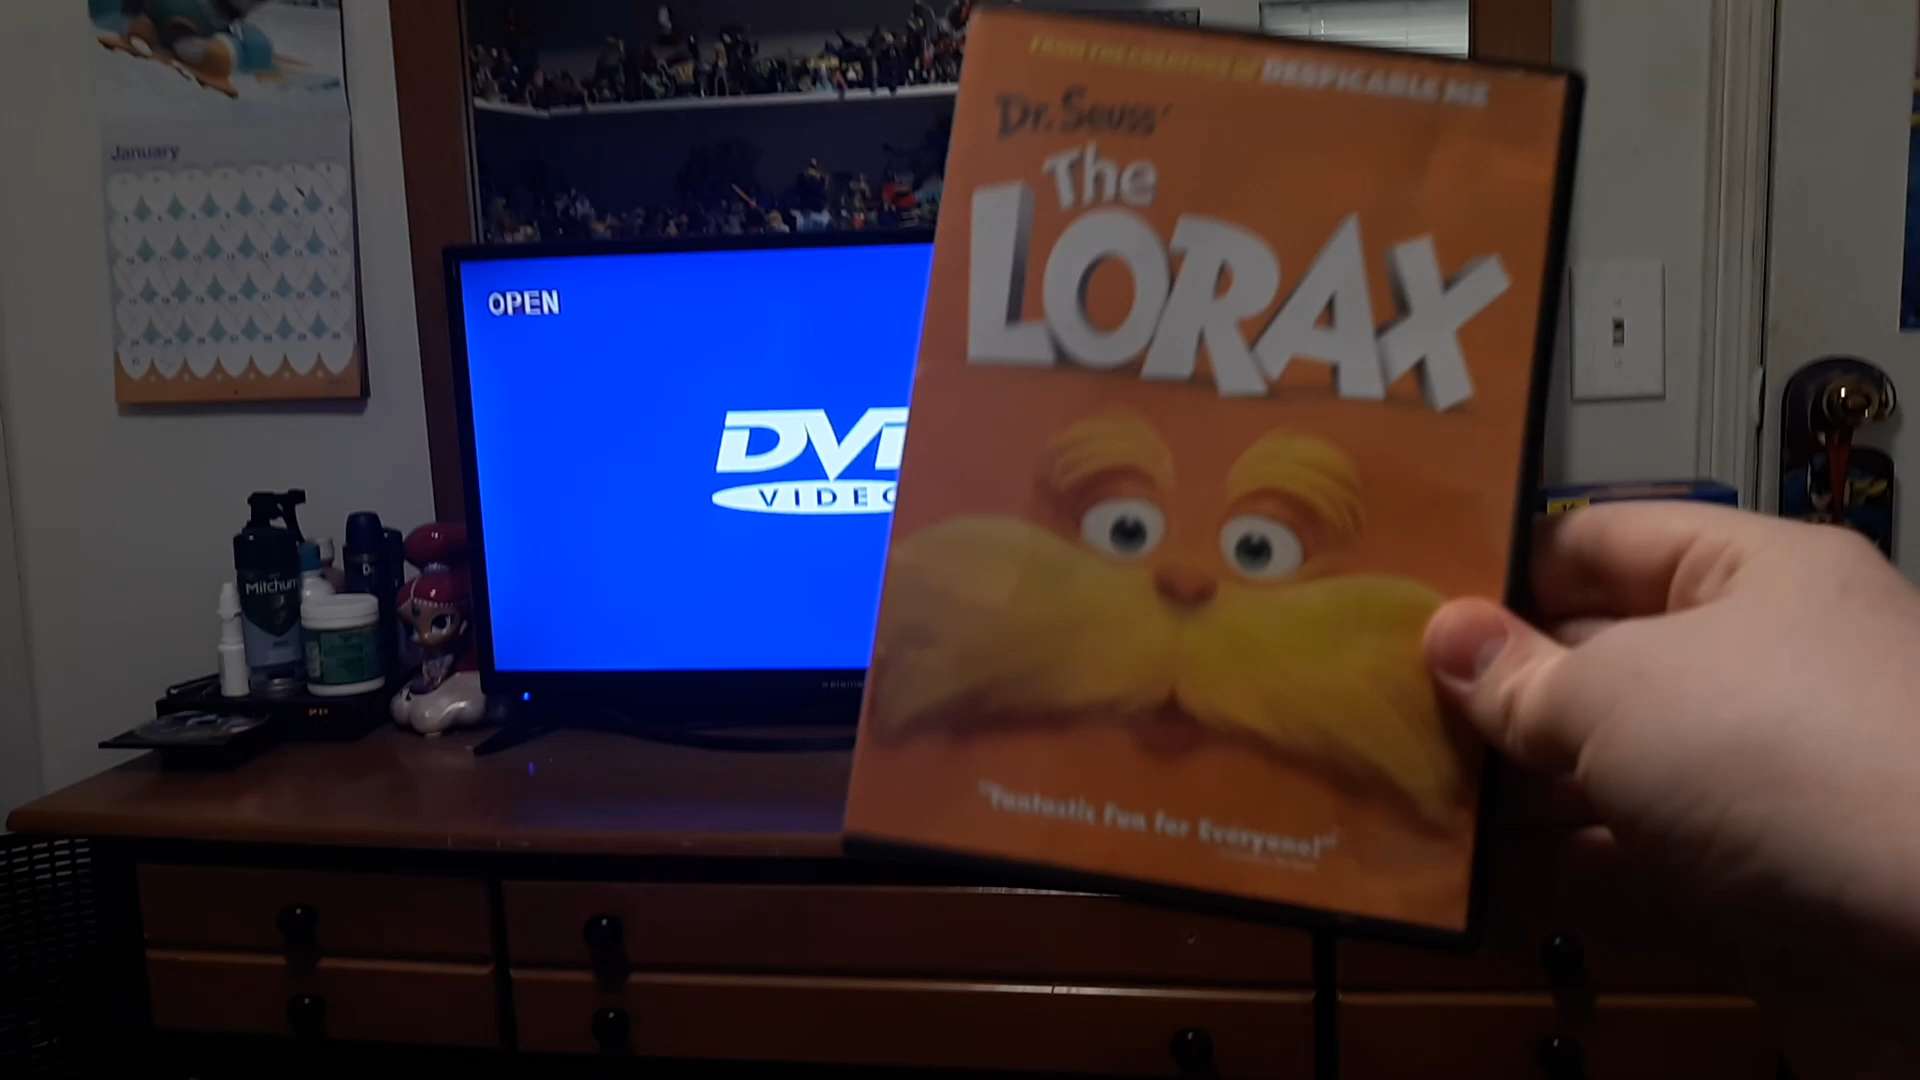 January
OPEN
DVD
VIDEO
Mitchum
FROM THE CREATORS OF DESPICABLE ME
Dr. Seuss'
The
LORAX
"Fantastic Fun for Everyone!"